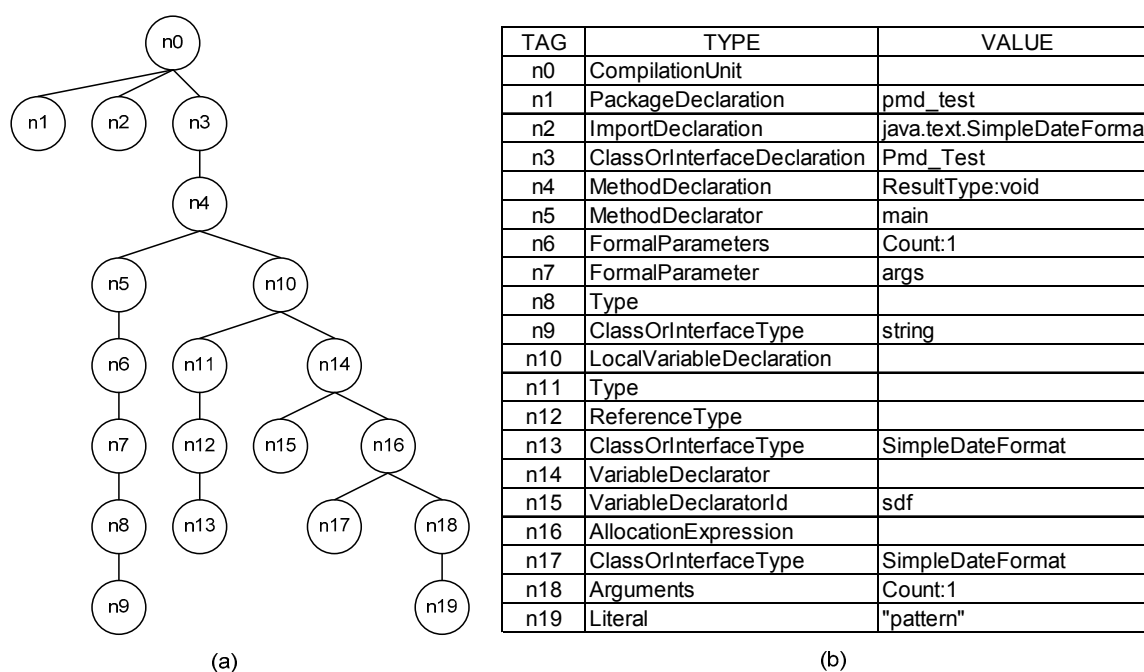 n0
n1 n2 n3
n4
n5 n10
n6 n11 n14
n7 n12 n15 n16
n8 n13 n17 n18
n9 n19
(a)
TAG TYPE VALUE
n0 CompilationUnit
n1 PackageDeclaration pmd_test
n2 ImportDeclaration java.text.SimpleDateForma
n3 ClassOrInterfaceDeclaration Pmd_Test
n4 MethodDeclaration ResultType:void
n5 MethodDeclarator main
n6 FormalParameters Count:1
n7 FormalParameter args
n8 Type
n9 ClassOrInterfaceType string
n10 LocalVariableDeclaration
n11 Type
n12 ReferenceType
n13 ClassOrInterfaceType SimpleDateFormat
n14 VariableDeclarator
n15 VariableDeclaratorId sdf
n16 AllocationExpression
n17 ClassOrInterfaceType SimpleDateFormat
n18 Arguments Count:1
n19 Literal "pattern"
(b)